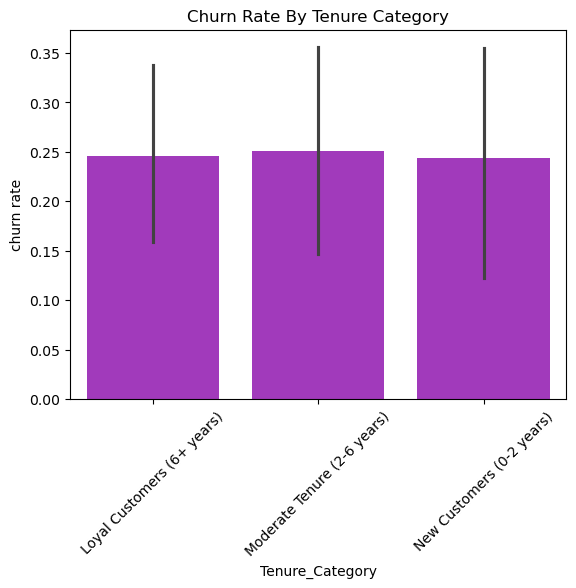 Churn Rate By Tenure Category
0.35
0.30
0.25
0.20
0.15
0.10
0.05
0.00
churn rate
Loyal Customers (6+ years)
Moderate Tenure (2-6 years)
New Customers (0-2 years)
Tenure_Category